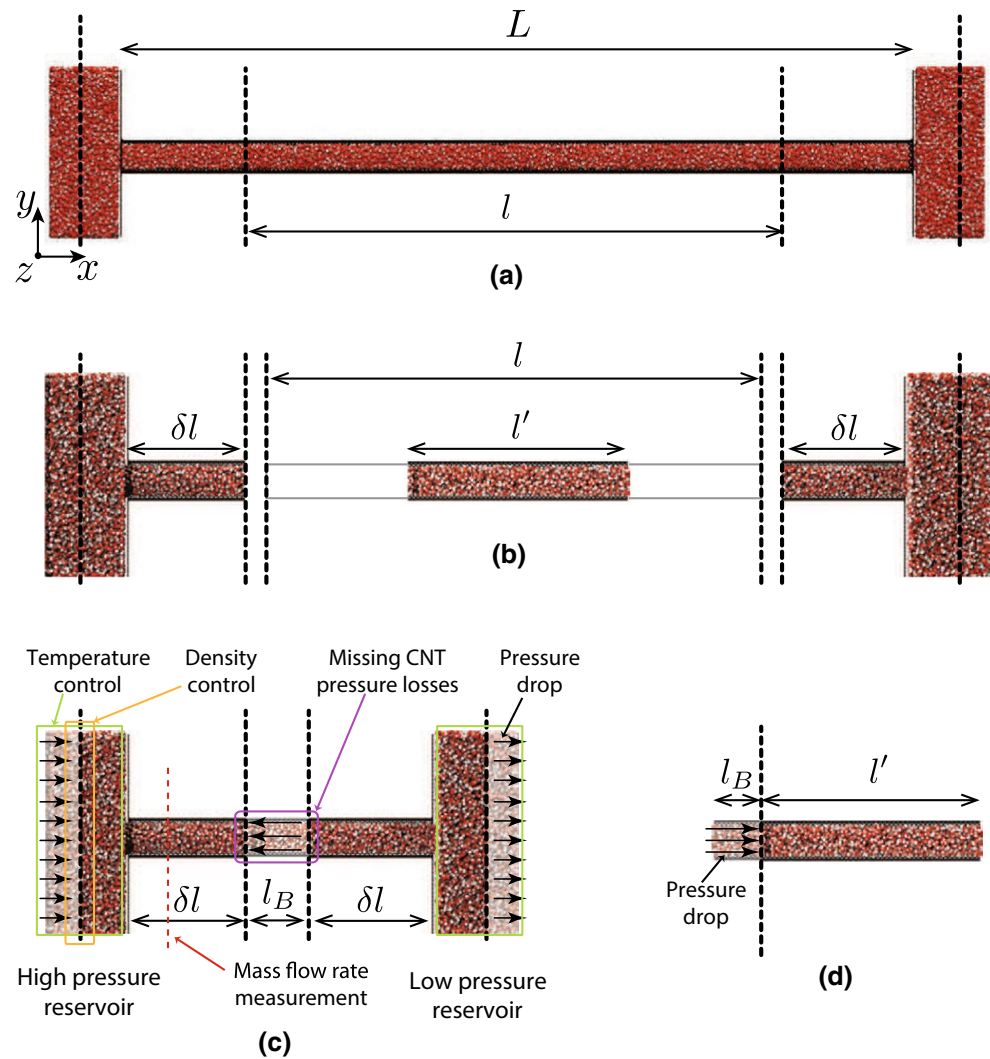 L
l
y
z
x
(a)
l
δl
l′
δl
(b)
Temperature
control
Density
control
Missing CNT
pressure losses
Pressure
drop
δl
l_B
δl
High pressure
reservoir
Mass flow rate
measurement
Low pressure
reservoir
(c)
l_B
l′
Pressure
drop
(d)